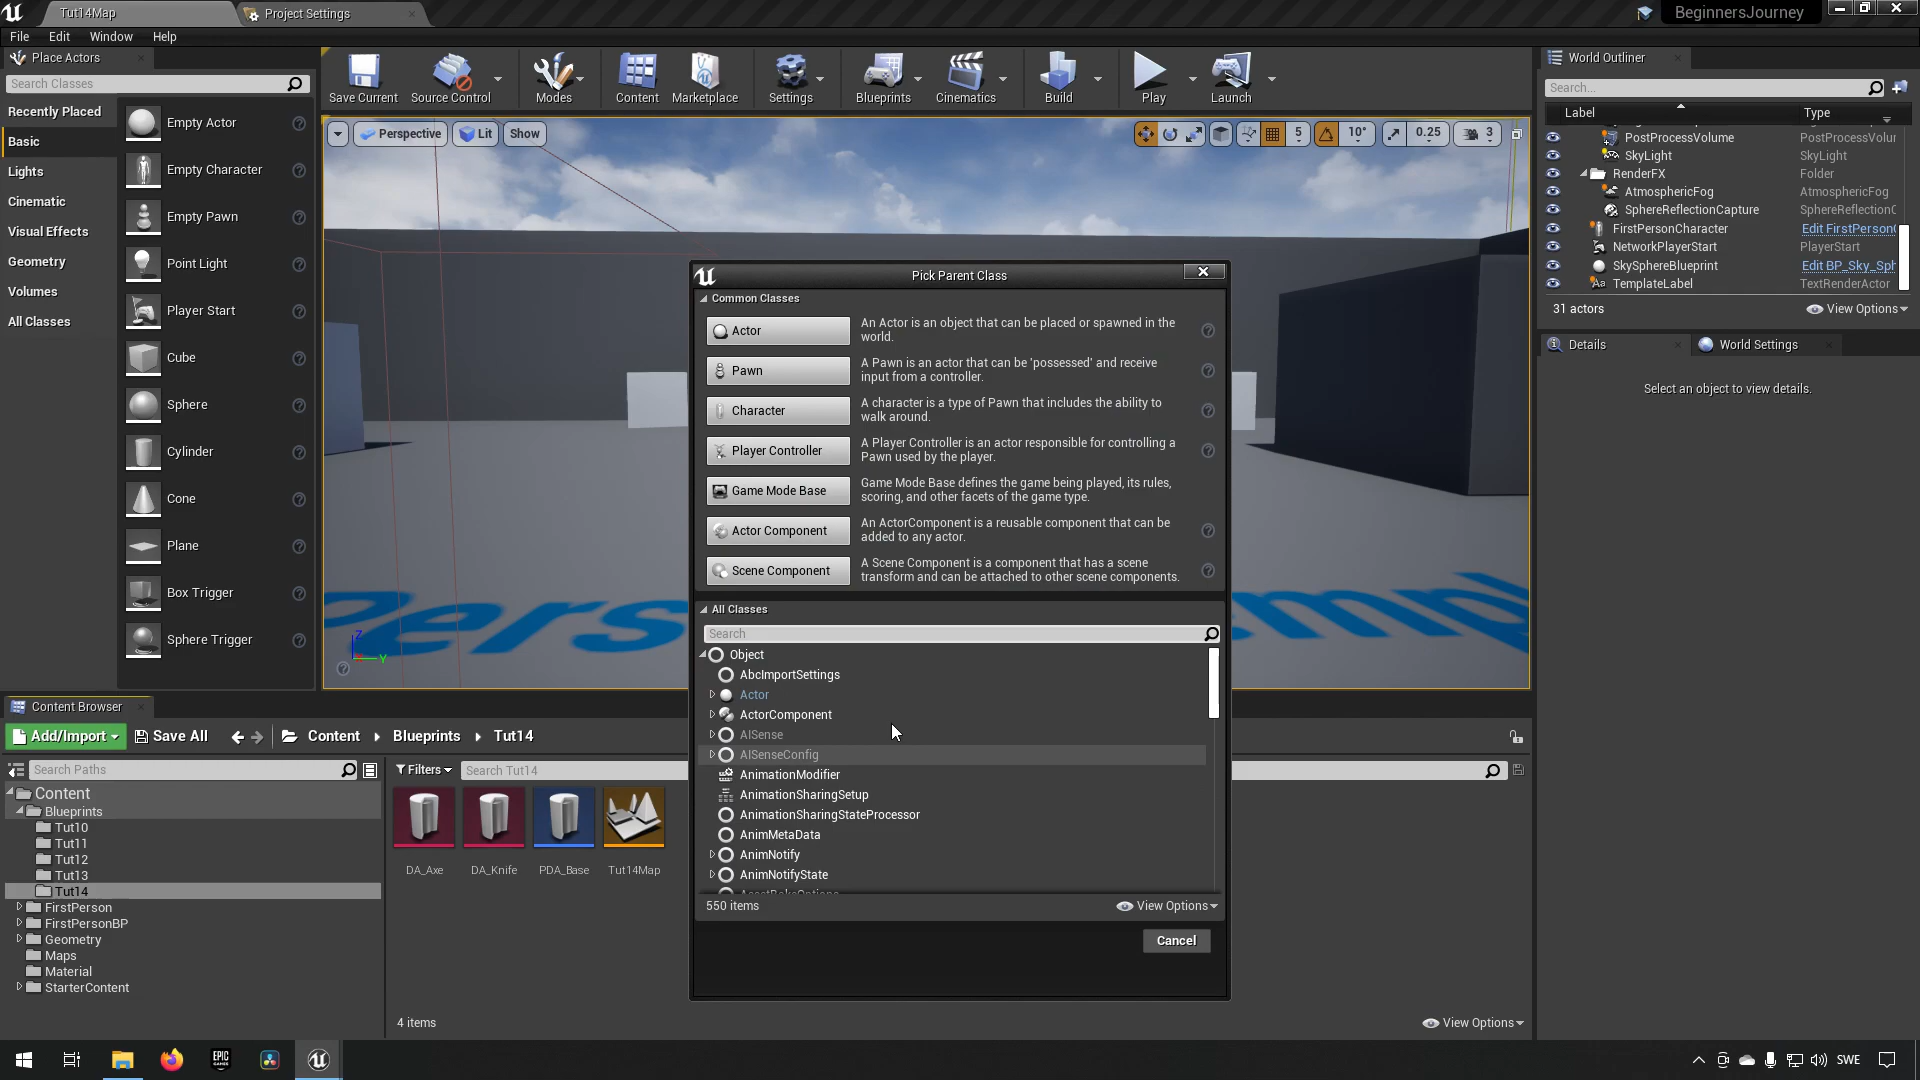 Tut14Map
Project Settings
BeginnersJourney
File Edit Window Help
Place Actors
Search Classes
Recently Placed
Basic
Lights
Cinematic
Visual Effects
Geometry
Volumes
All Classes
Empty Actor
Empty Character
Empty Pawn
Point Light
Player Start
Cube
Sphere
Cylinder
Cone
Plane
Box Trigger
Sphere Trigger
Save Current
Source Control
Modes
Content
Marketplace
Settings
Blueprints
Cinematics
Build
Play
Launch
Perspective
Lit
Show
5
10°
0.25
3
Z
Y
Pick Parent Class
Common Classes
Actor
An Actor is an object that can be placed or spawned in the
world.
Pawn
A Pawn is an actor that can be 'possessed' and receive
input from a controller.
Character
A character is a type of Pawn that includes the ability to
walk around.
Player Controller
A Player Controller is an actor responsible for controlling a
Pawn used by the player.
Game Mode Base
Game Mode Base defines the game being played, its rules,
scoring, and other facets of the game type.
Actor Component
An ActorComponent is a reusable component that can be
added to any actor.
Scene Component
A Scene Component is a component that has a scene
transform and can be attached to other scene components.
All Classes
Search
Object
AbcImportSettings
Actor
ActorComponent
AISense
AISenseConfig
AnimationModifier
AnimationSharingSetup
AnimationSharingStateProcessor
AnimMetaData
AnimNotify
AnimNotifyState
550 items
View Options
Cancel
World Outliner
Search...
Label Type
PostProcessVolume PostProcessVolur
SkyLight SkyLight
RenderFX Folder
AtmosphericFog AtmosphericFog
SphereReflectionCapture SphereReflectionC
FirstPersonCharacter Edit FirstPersonC
NetworkPlayerStart PlayerStart
SkySphereBlueprint Edit BP_Sky_Sph
TemplateLabel TextRenderActor
31 actors
View Options
Details
World Settings
Select an object to view details.
Content Browser
Add/Import
Save All
Content
Blueprints
Tut14
Search Paths
Filters
Search Tut14
Content
Blueprints
Tut10
Tut11
Tut12
Tut13
Tut14
FirstPerson
FirstPersonBP
Geometry
Maps
Material
StarterContent
DA_Axe
DA_Knife
PDA_Base
Tut14Map
4 items
View Options
EPIC GAMES
SWE